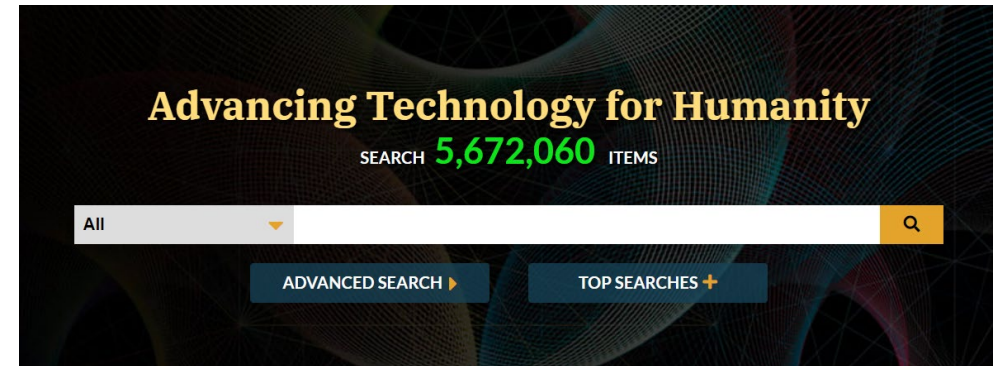 Advancing Technology for Humanity
SEARCH 5,672,060 ITEMS
All
ADVANCED SEARCH TOP SEARCHES